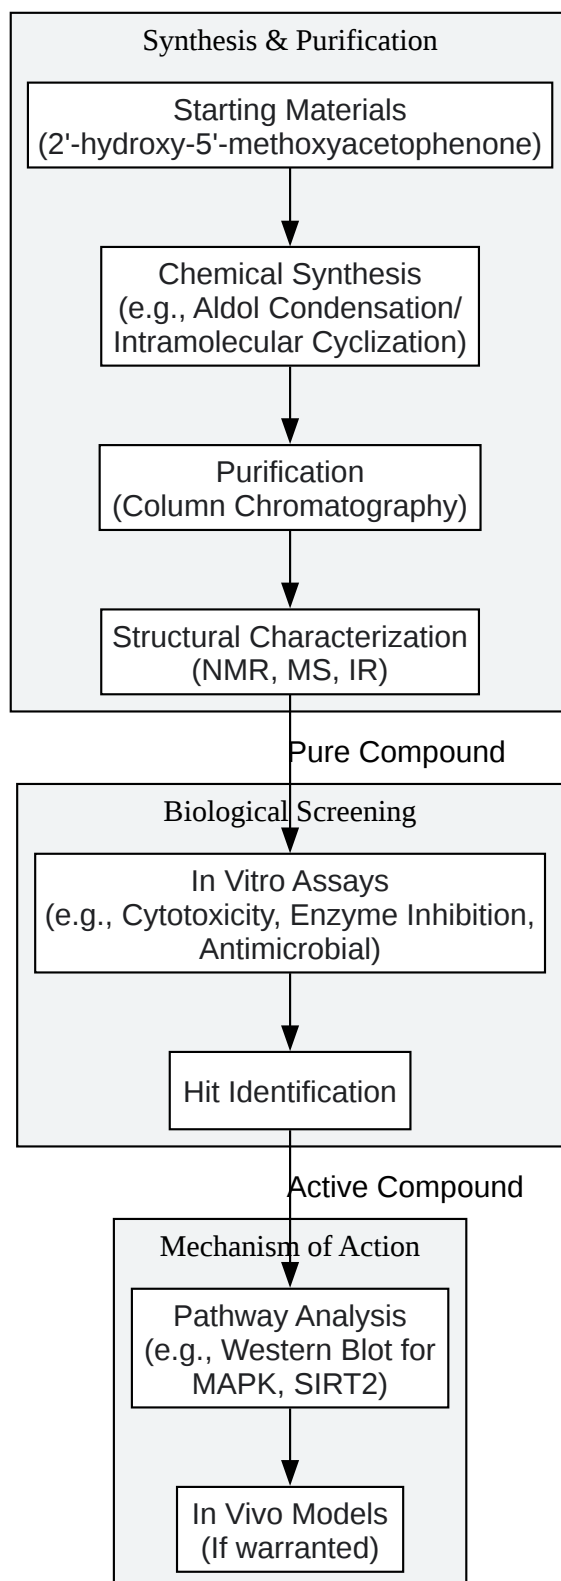 Synthesis & Purification
Starting Materials
(2'-hydroxy-5'-methoxyacetophenone)
Chemical Synthesis
(e.g., Aldol Condensation/
Intramolecular Cyclization)
Purification
(Column Chromatography)
Structural Characterization
(NMR, MS, IR)
Pure Compound
Biological Screening
In Vitro Assays
(e.g., Cytotoxicity, Enzyme Inhibition,
Antimicrobial)
Hit Identification
Active Compound
Mechanism of Action
Pathway Analysis
(e.g., Western Blot for
MAPK, SIRT2)
In Vivo Models
(If warranted)